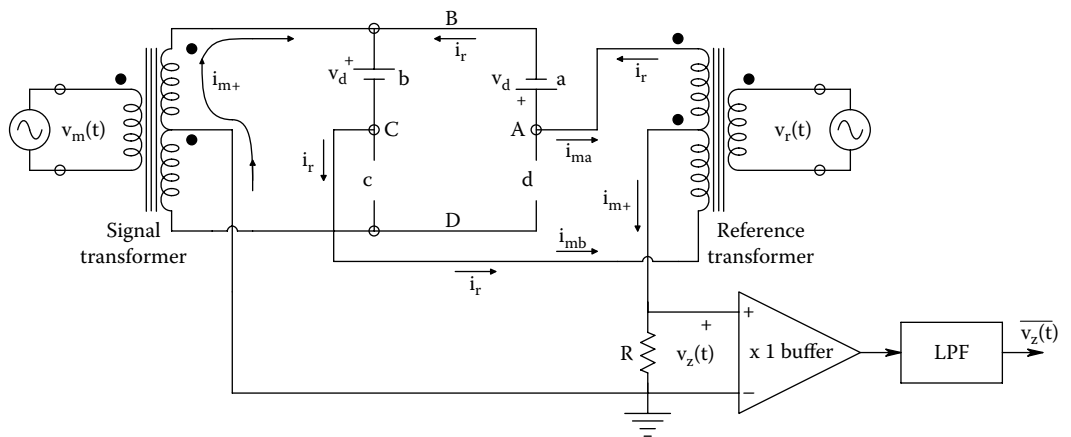 B
i_r
v_d + b
v_d + a
i_m+
v_m(t)
C
A
i_ma
i_r
v_r(t)
i_r
c
d
i_m+
D
Signal
transformer
i_mb
Reference
transformer
i_r
+
+
R
v_z(t)
x 1 buffer
LPF
v_z(t)
−